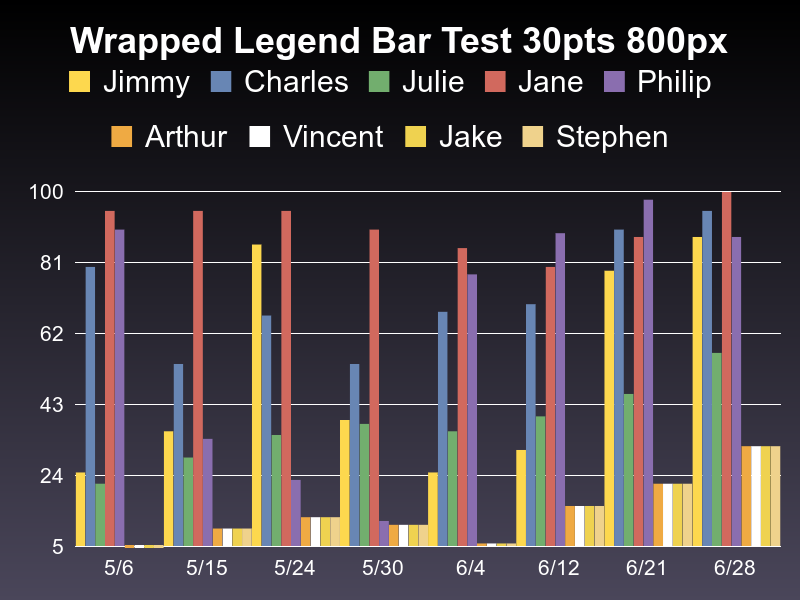 Wrapped Legend Bar Test 30pts 800px
Jimmy Charles Julie Jane Philip
Arthur Vincent Jake Stephen
100
81
62
43
24
5
5/6 5/15 5/24 5/30 6/4 6/12 6/21 6/28